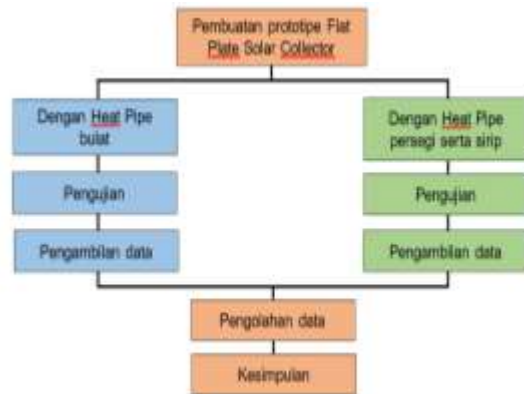 Pembuatan prototipe Flat
Plate Solar Collector
Dengan Heat Pipe
bulat
Pengujian
Pengambilan data
Dengan Heat Pipe
persegi serta sirip
Pengujian
Pengambilan data
Pengolahan data
Kesimpulan